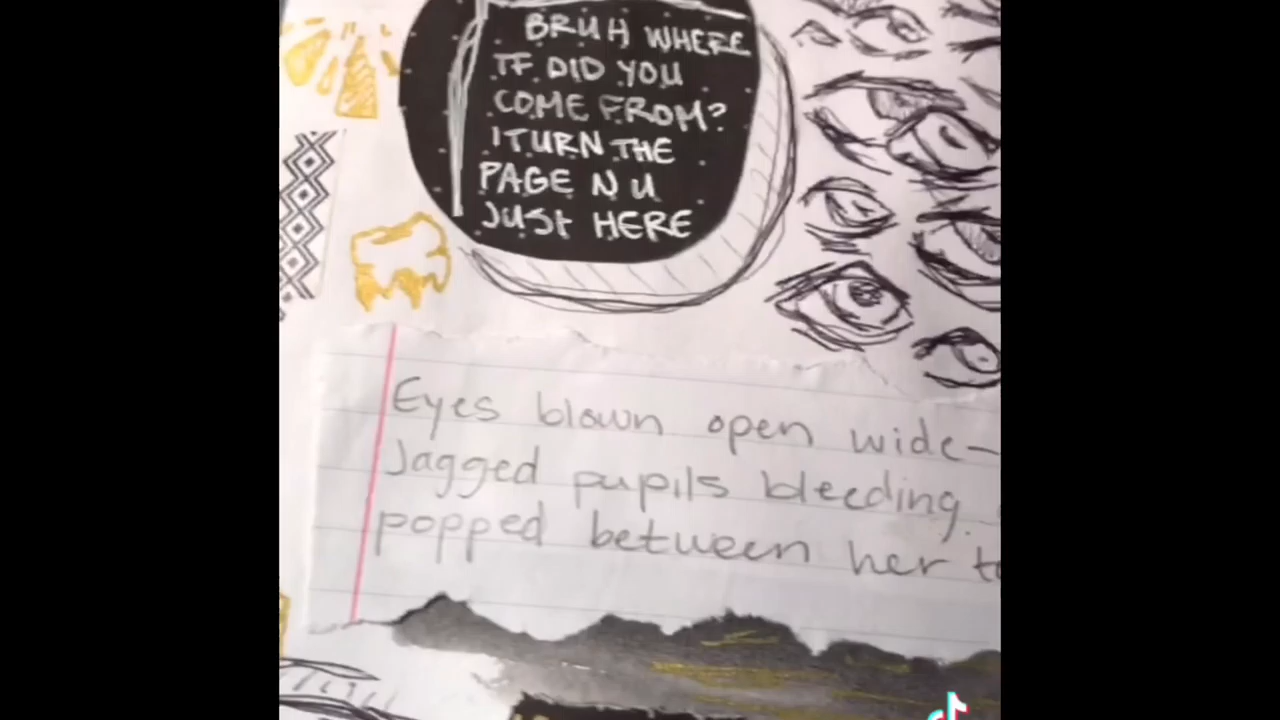 BRUH WHERE
TF DID YOU
COME FROM?
I TURN THE
PAGE N U
JUST HERE
Eyes blown open wide-
Jagged pupils bleeding
popped between her